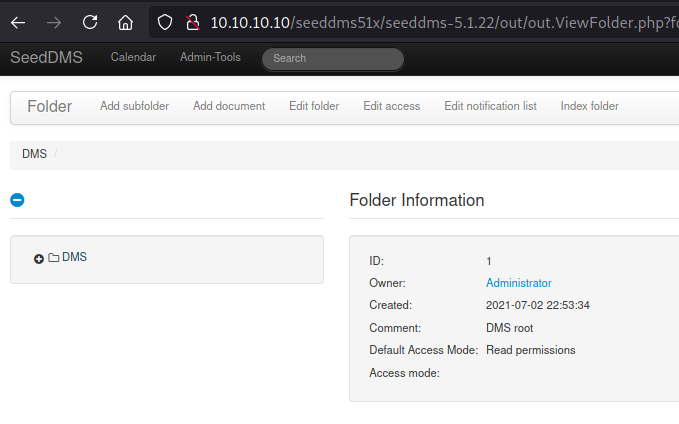 10.10.10.10/seeddms51x/seeddms-5.1.22/out/out.ViewFolder.php?fo
SeedDMS Calendar Admin-Tools Search
Folder Add subfolder Add document Edit folder Edit access Edit notification list Index folder
DMS /
Folder Information
DMS
ID: 1
Owner: Administrator
Created: 2021-07-02 22:53:34
Comment: DMS root
Default Access Mode: Read permissions
Access mode: